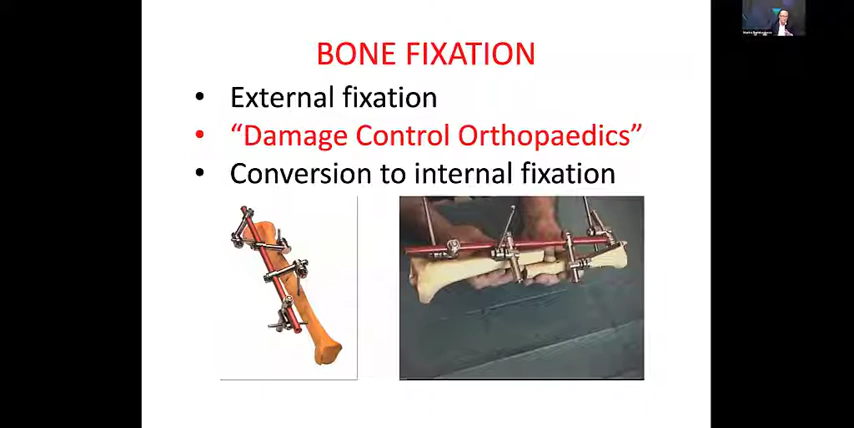 BONE FIXATION
• External fixation
• “Damage Control Orthopaedics”
• Conversion to internal fixation